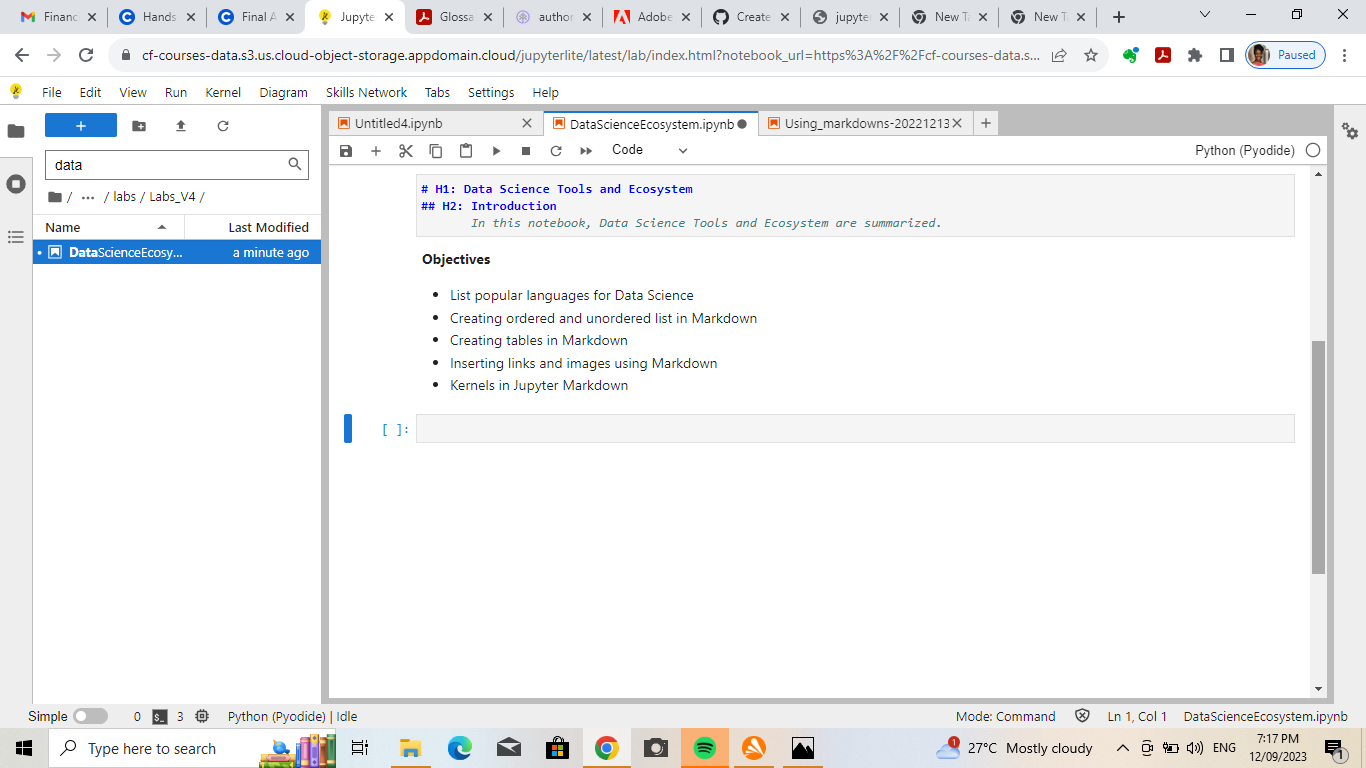 Financ
Hands
Final A
Jupyte
Glossa
author
Adobe
Create
jupyter
New Ta
New Ta
cf-courses-data.s3.us.cloud-object-storage.appdomain.cloud/jupyterlite/latest/lab/index.html?notebook_url=https%3A%2F%2Fcf-courses-data.s...
Paused
File Edit View Run Kernel Diagram Skills Network Tabs Settings Help
+
data
/ ··· / labs / Labs_V4 /
Name Last Modified
DataScienceEcosy... a minute ago
Untitled4.ipynb
DataScienceEcosystem.ipynb
Using_markdowns-20221213
Code
Python (Pyodide)
# H1: Data Science Tools and Ecosystem
## H2: Introduction
In this notebook, Data Science Tools and Ecosystem are summarized.
Objectives
• List popular languages for Data Science
• Creating ordered and unordered list in Markdown
• Creating tables in Markdown
• Inserting links and images using Markdown
• Kernels in Jupyter Markdown
[ ]:
Simple 0 $_ 3 Python (Pyodide) | Idle
Mode: Command Ln 1, Col 1 DataScienceEcosystem.ipynb
Type here to search
1
27°C Mostly cloudy
ENG
7:17 PM
12/09/2023
1